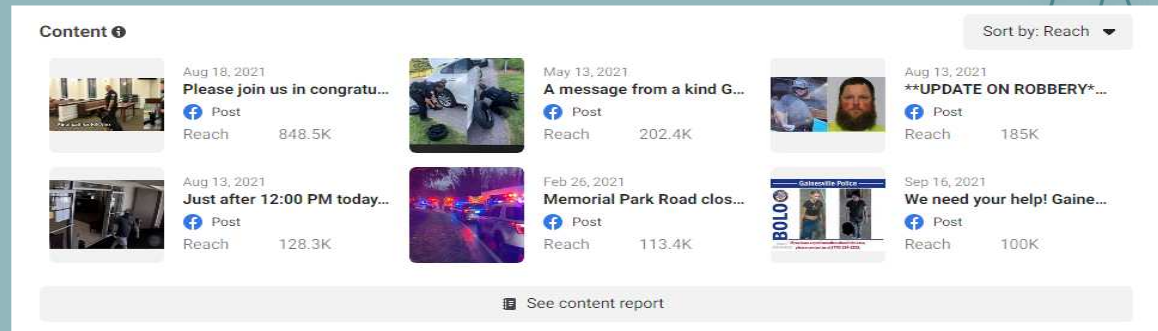 Content
Sort by: Reach
Aug 18, 2021
Please join us in congratu...
Post
Reach 848.5K
May 13, 2021
A message from a kind G...
Post
Reach 202.4K
Aug 13, 2021
**UPDATE ON ROBBERY*...
Post
Reach 185K
Aug 13, 2021
Just after 12:00 PM today...
Post
Reach 128.3K
Feb 26, 2021
Memorial Park Road clos...
Post
Reach 113.4K
Gainesville Police
BOLO
Sep 16, 2021
We need your help! Gaine...
Post
Reach 100K
See content report